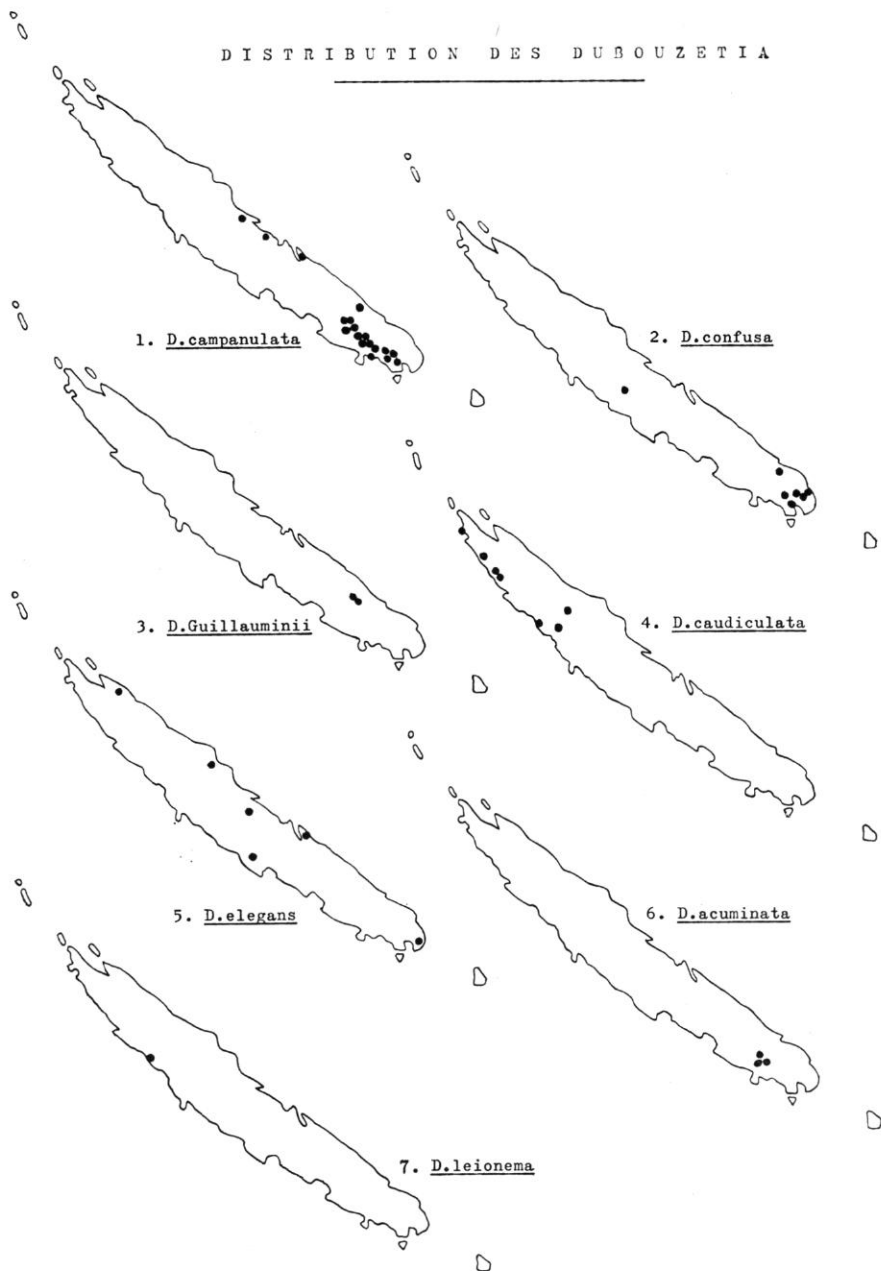 DISTRIBUTION DES DUBOUZETIA
1. D.campanulata
2. D.confusa
3. D.Guillauminii
4. D.caudiculata
5. D.elegans
6. D.acuminata
7. D.leionema